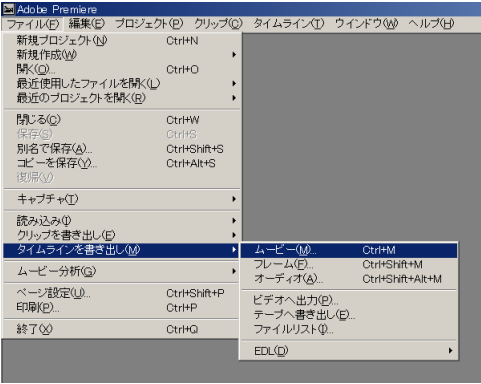 Adobe Premiere
ファイル(F) 編集(E) プロジェクト(P) クリップ(C) タイムライン(T) ウインドウ(W) ヘルプ(H)
新規プロジェクト(N) Ctrl+N
新規作成(W)
開く(O)... Ctrl+O
最近使用したファイルを開く(L)
最近のプロジェクトを開く(R)
閉じる(C) Ctrl+W
保存(S) Ctrl+S
別名で保存(A)... Ctrl+Shift+S
コピーを保存(Y)... Ctrl+Alt+S
復帰(V)
キャプチャ(T)
読み込み(I)
クリップを書き出し(E)
タイムラインを書き出し(M)
ムービー(M)... Ctrl+M
フレーム(F)... Ctrl+Shift+M
オーディオ(A)... Ctrl+Shift+Alt+M
ビデオへ出力(P)...
テープへ書き出し(E)...
ファイルリスト(I)...
EDL(D)
ムービー分析(G)
ページ設定(U)... Ctrl+Shift+P
印刷(P)... Ctrl+P
終了(X) Ctrl+Q